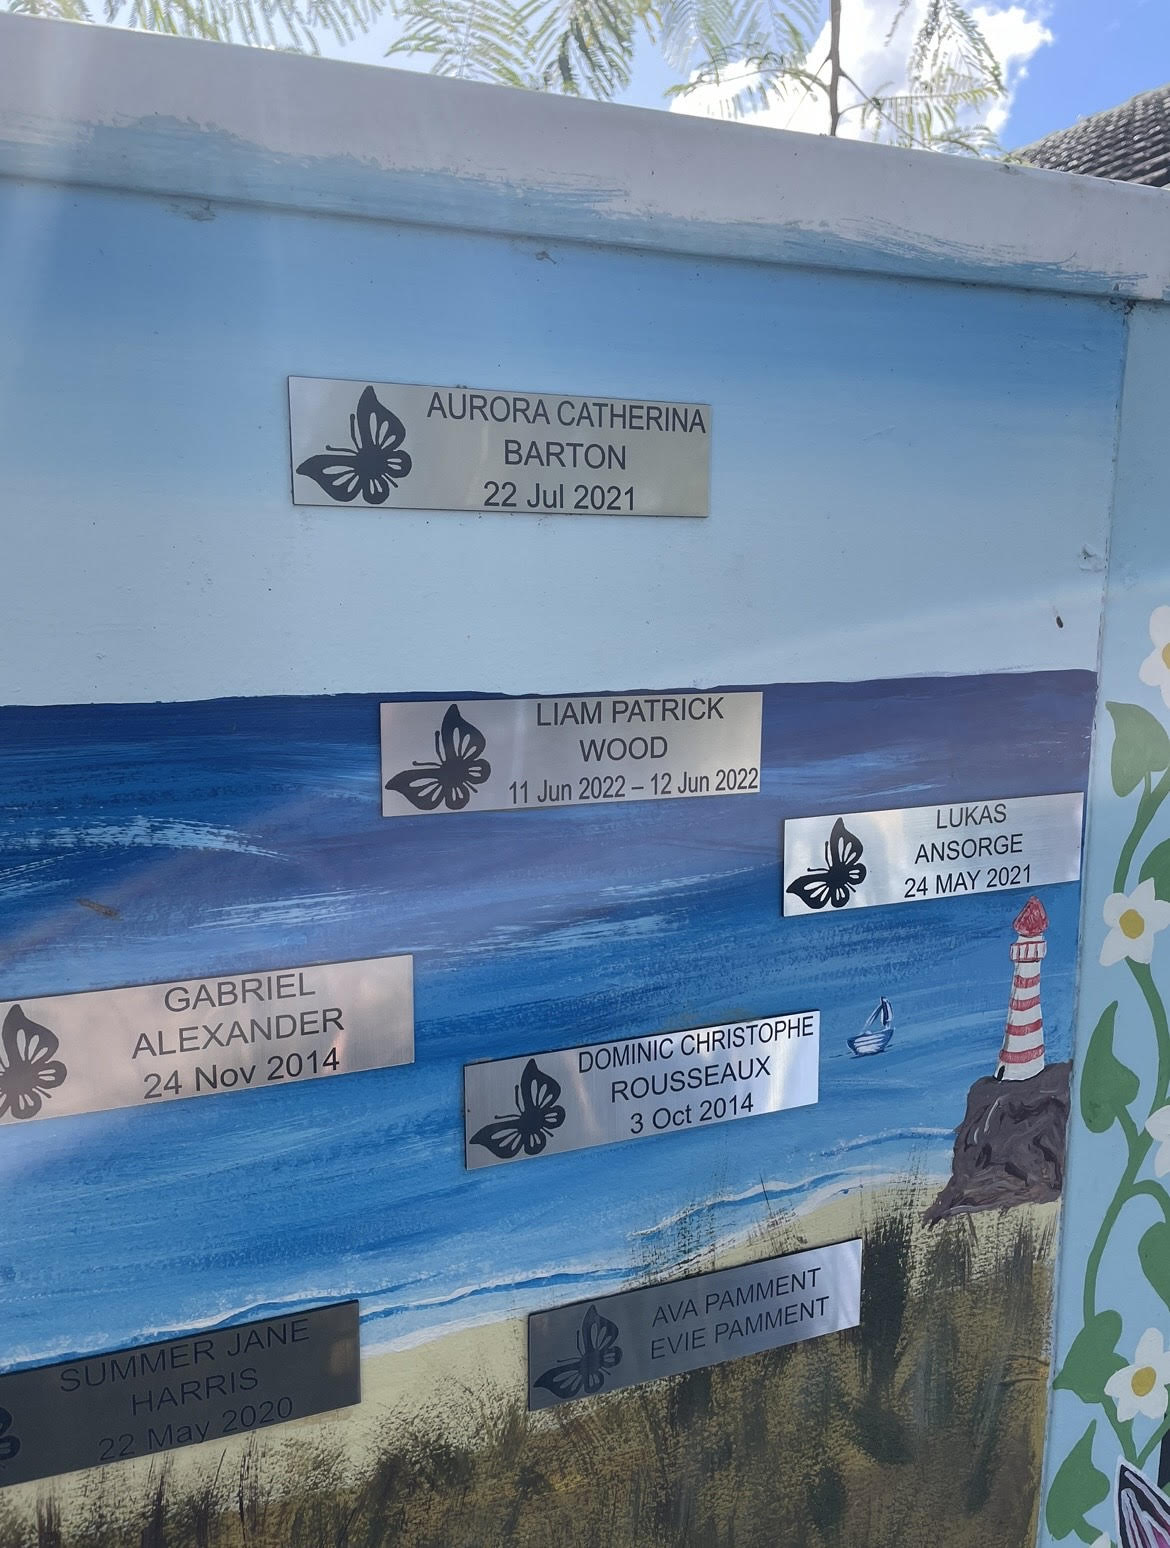 AURORA CATHERINA
BARTON
22 Jul 2021
LIAM PATRICK
WOOD
11 Jun 2022 – 12 Jun 2022
LUKAS
ANSORGE
24 MAY 2021
GABRIEL
ALEXANDER
24 Nov 2014
DOMINIC CHRISTOPHE
ROUSSEAUX
3 Oct 2014
AVA PAMMENT
EVIE PAMMENT
SUMMER JANE
HARRIS
22 May 2020